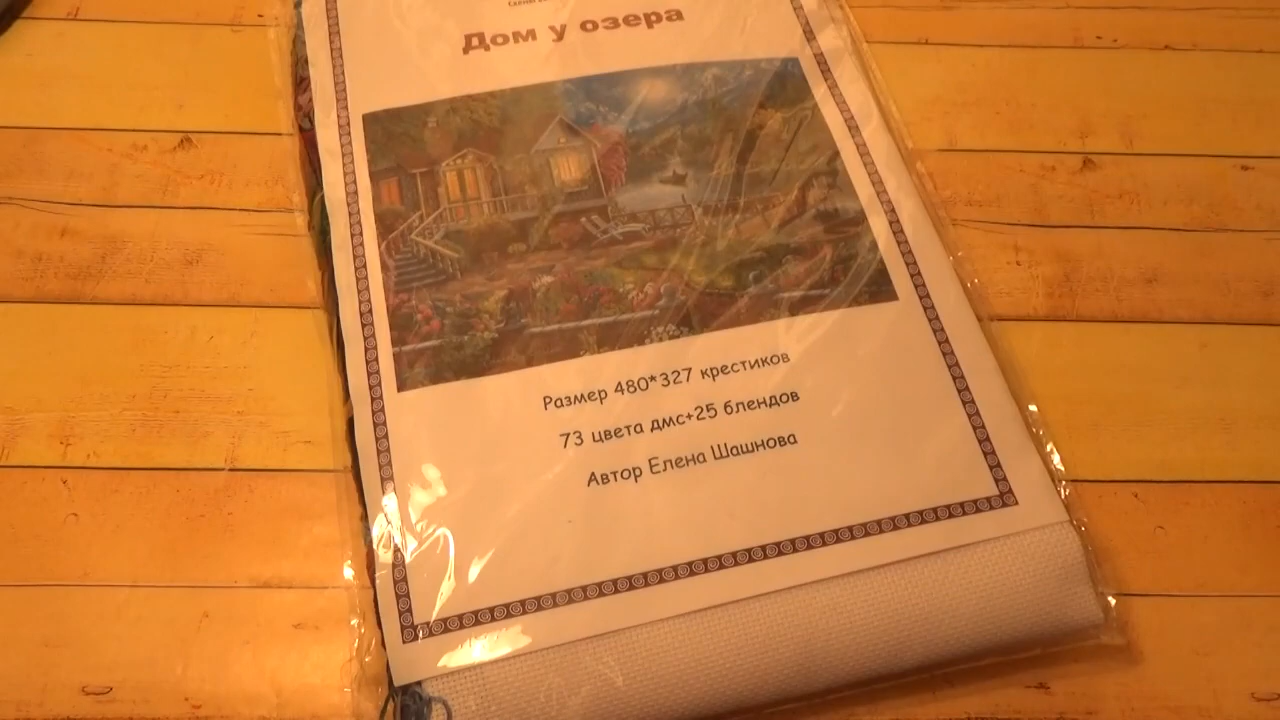 Дом у озера
Размер 480*327 крестиков
73 цвета дмс+25 блендов
Автор Елена Шашнова